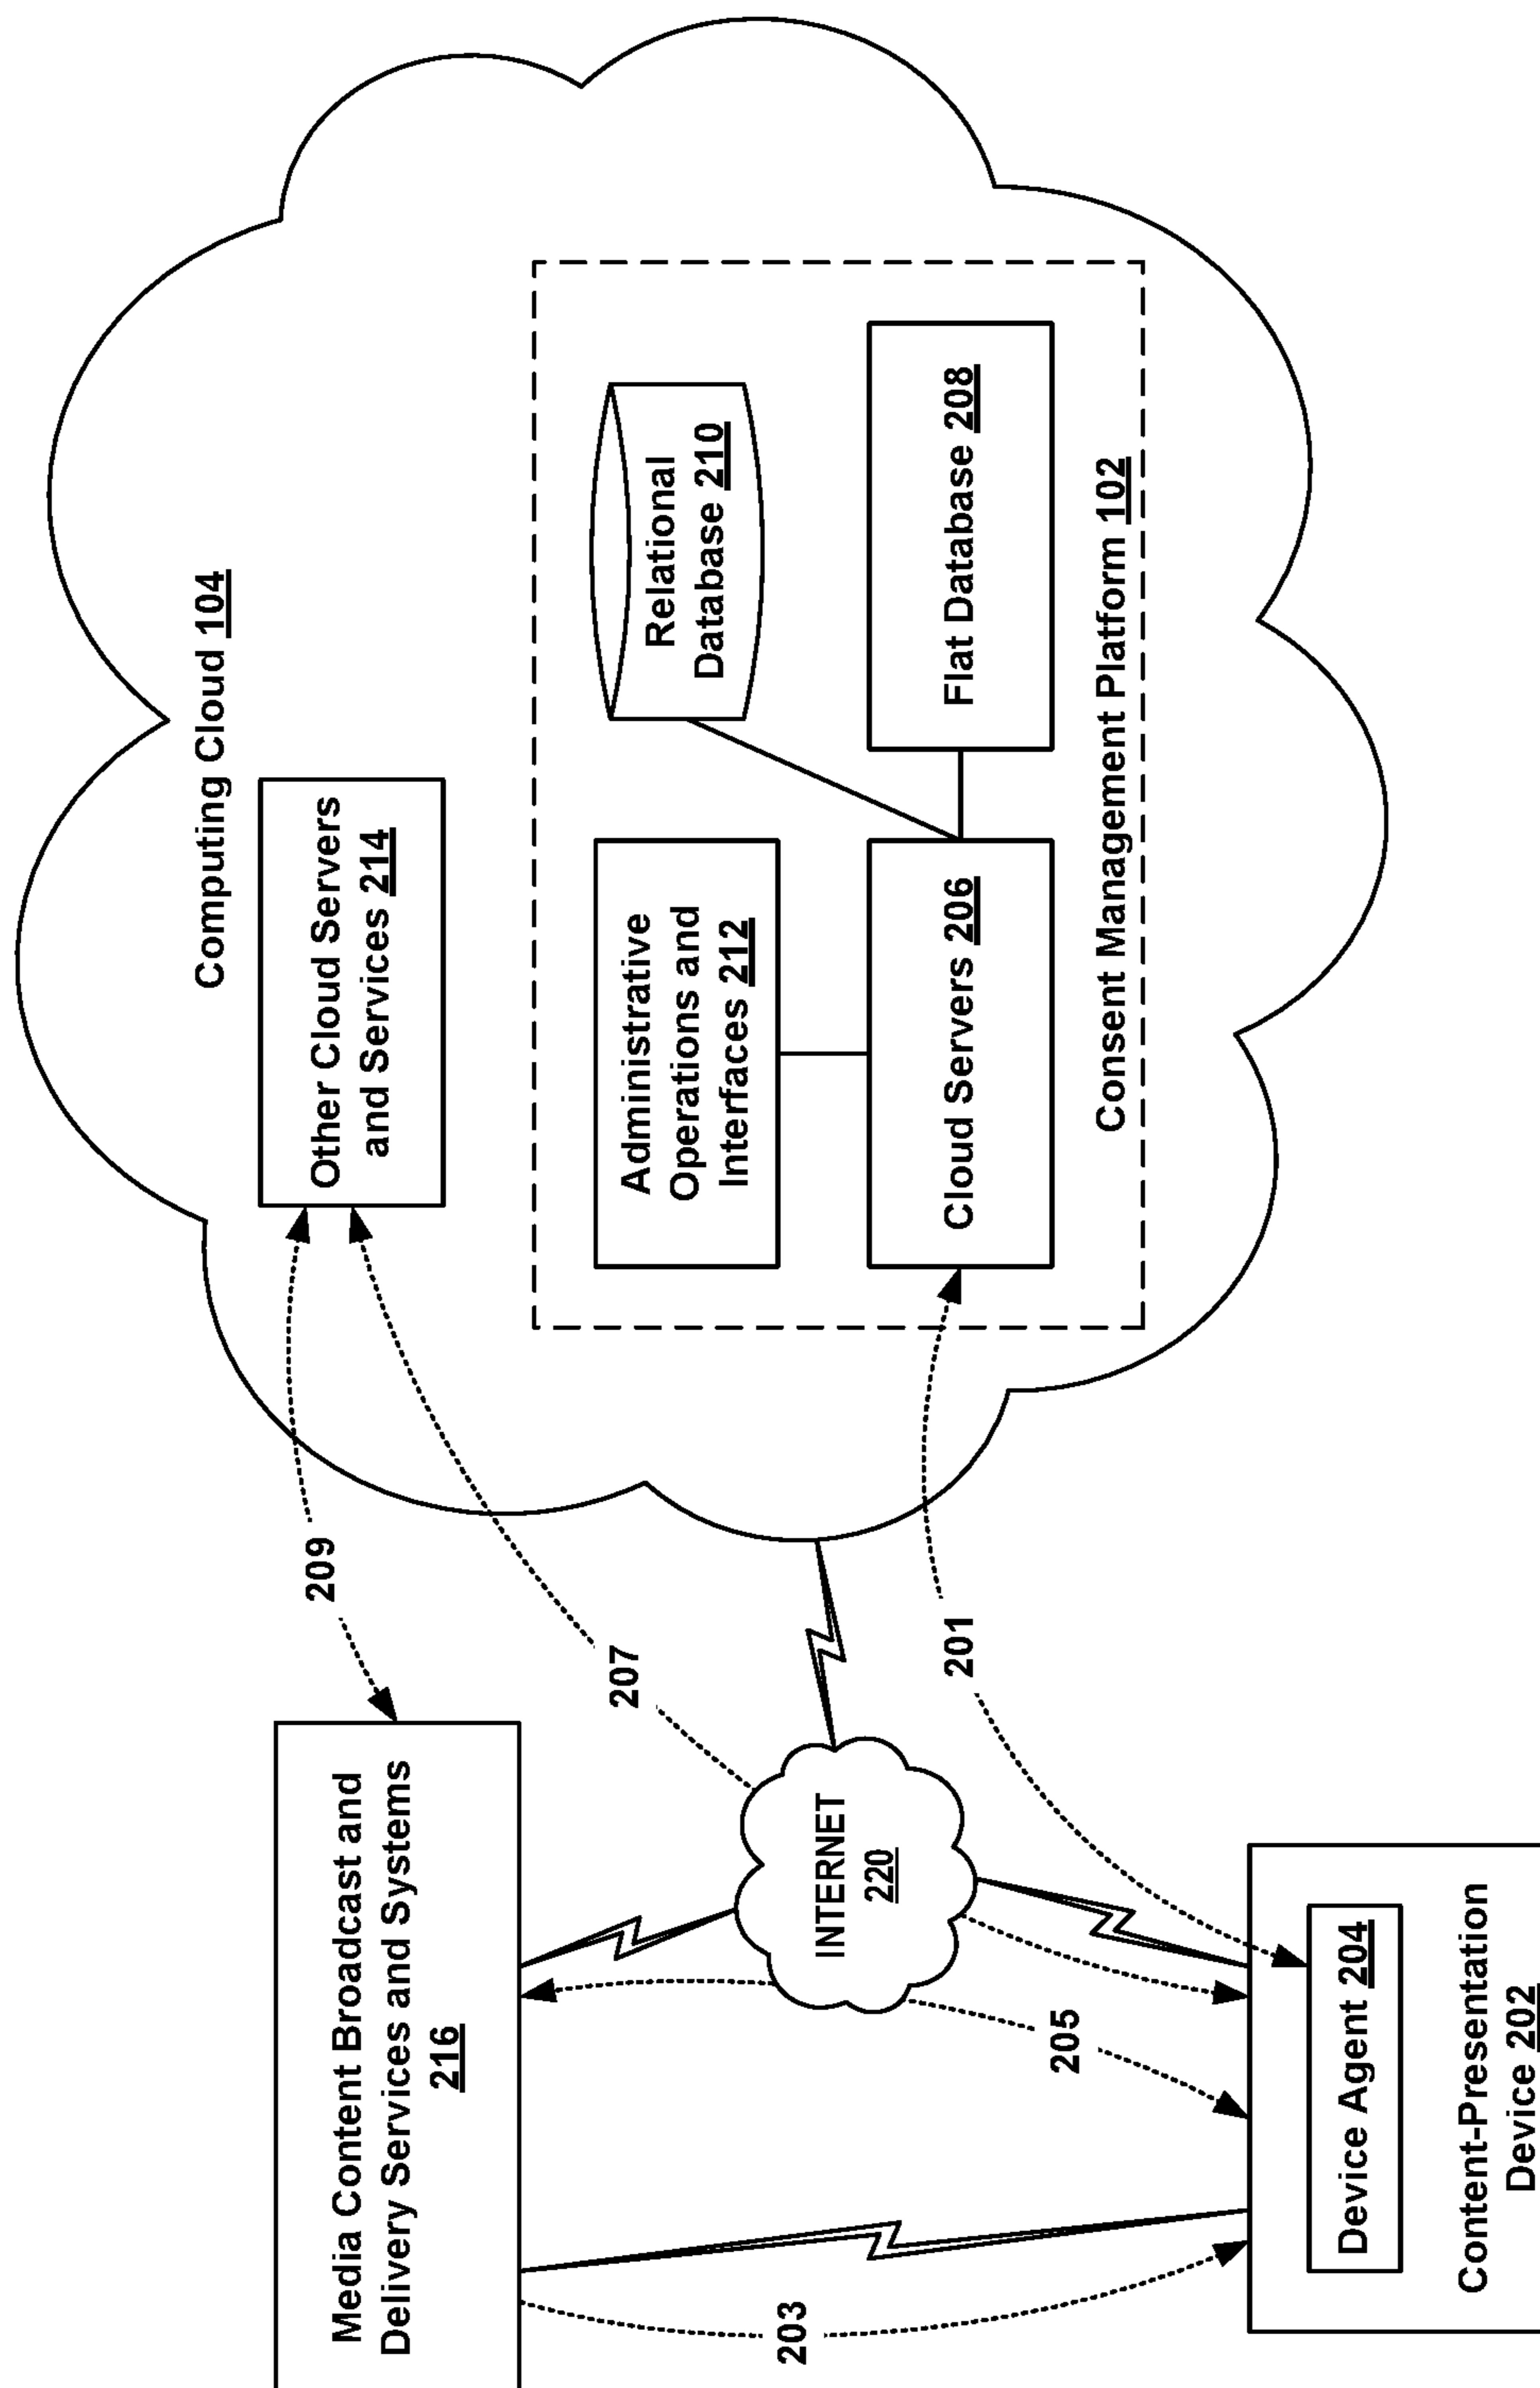 Computing Cloud 104
Other Cloud Servers
and Services 214
Relational
Database 210
Administrative
Operations and
Interfaces 212
Flat Database 208
Cloud Servers 206
Consent Management Platform 102
209
207
201
Media Content Broadcast and
Delivery Services and Systems
216
INTERNET
220
205
203
Device Agent 204
Content-Presentation
Device 202